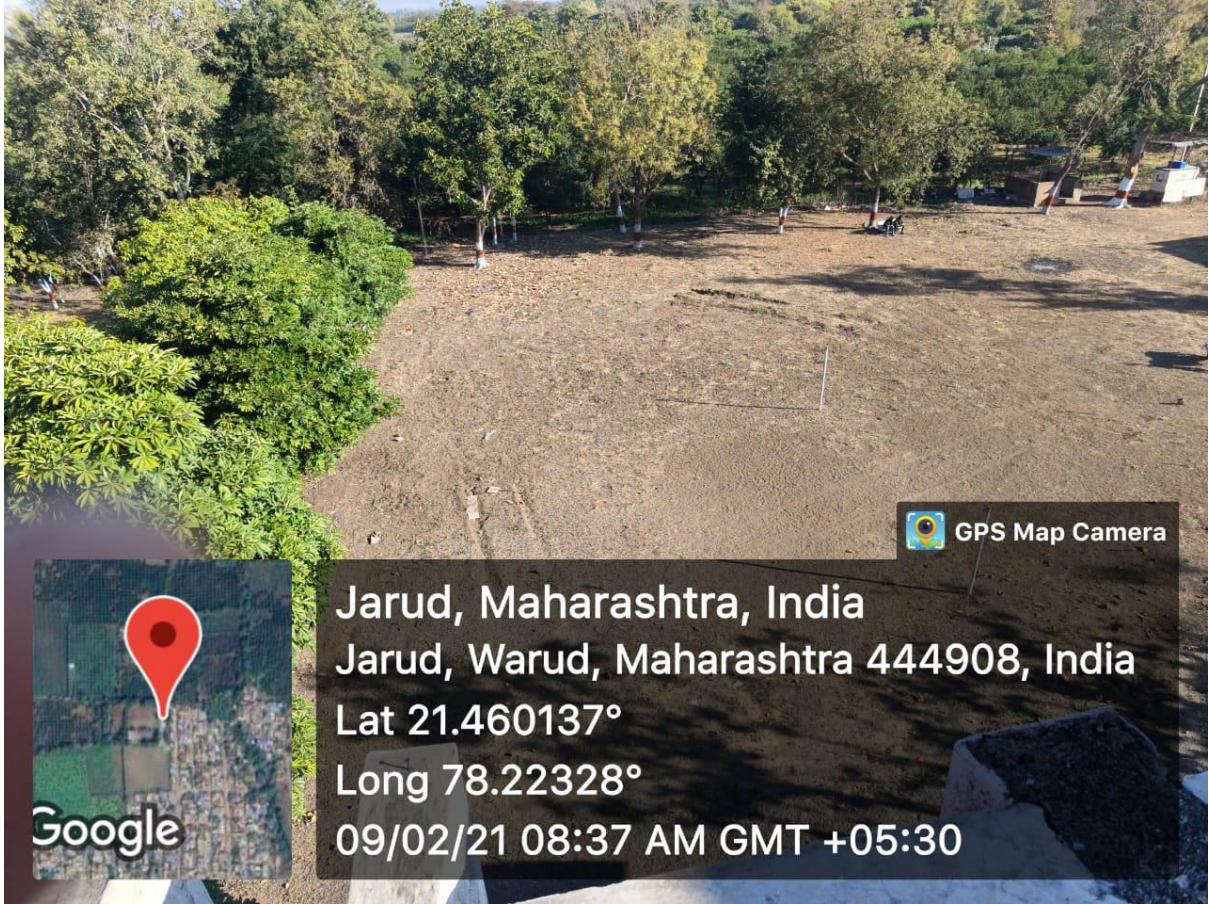 GPS Map Camera
Jarud, Maharashtra, India
Jarud, Warud, Maharashtra 444908, India
Lat 21.460137°
Long 78.22328°
09/02/21 08:37 AM GMT +05:30
Google